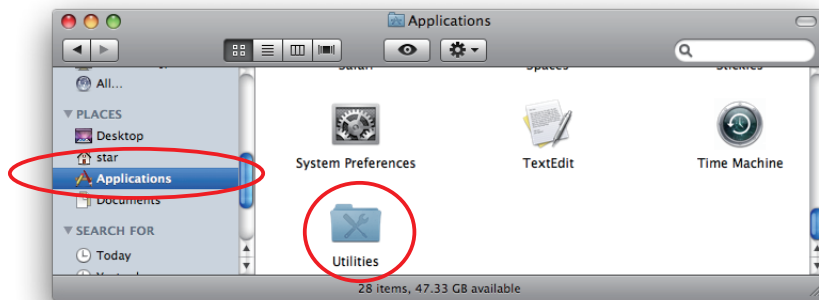 Applications
All...
PLACES
Desktop
star
Applications
Documents
SEARCH FOR
Today
System Preferences
TextEdit
Time Machine
Utilities
28 items, 47.33 GB available